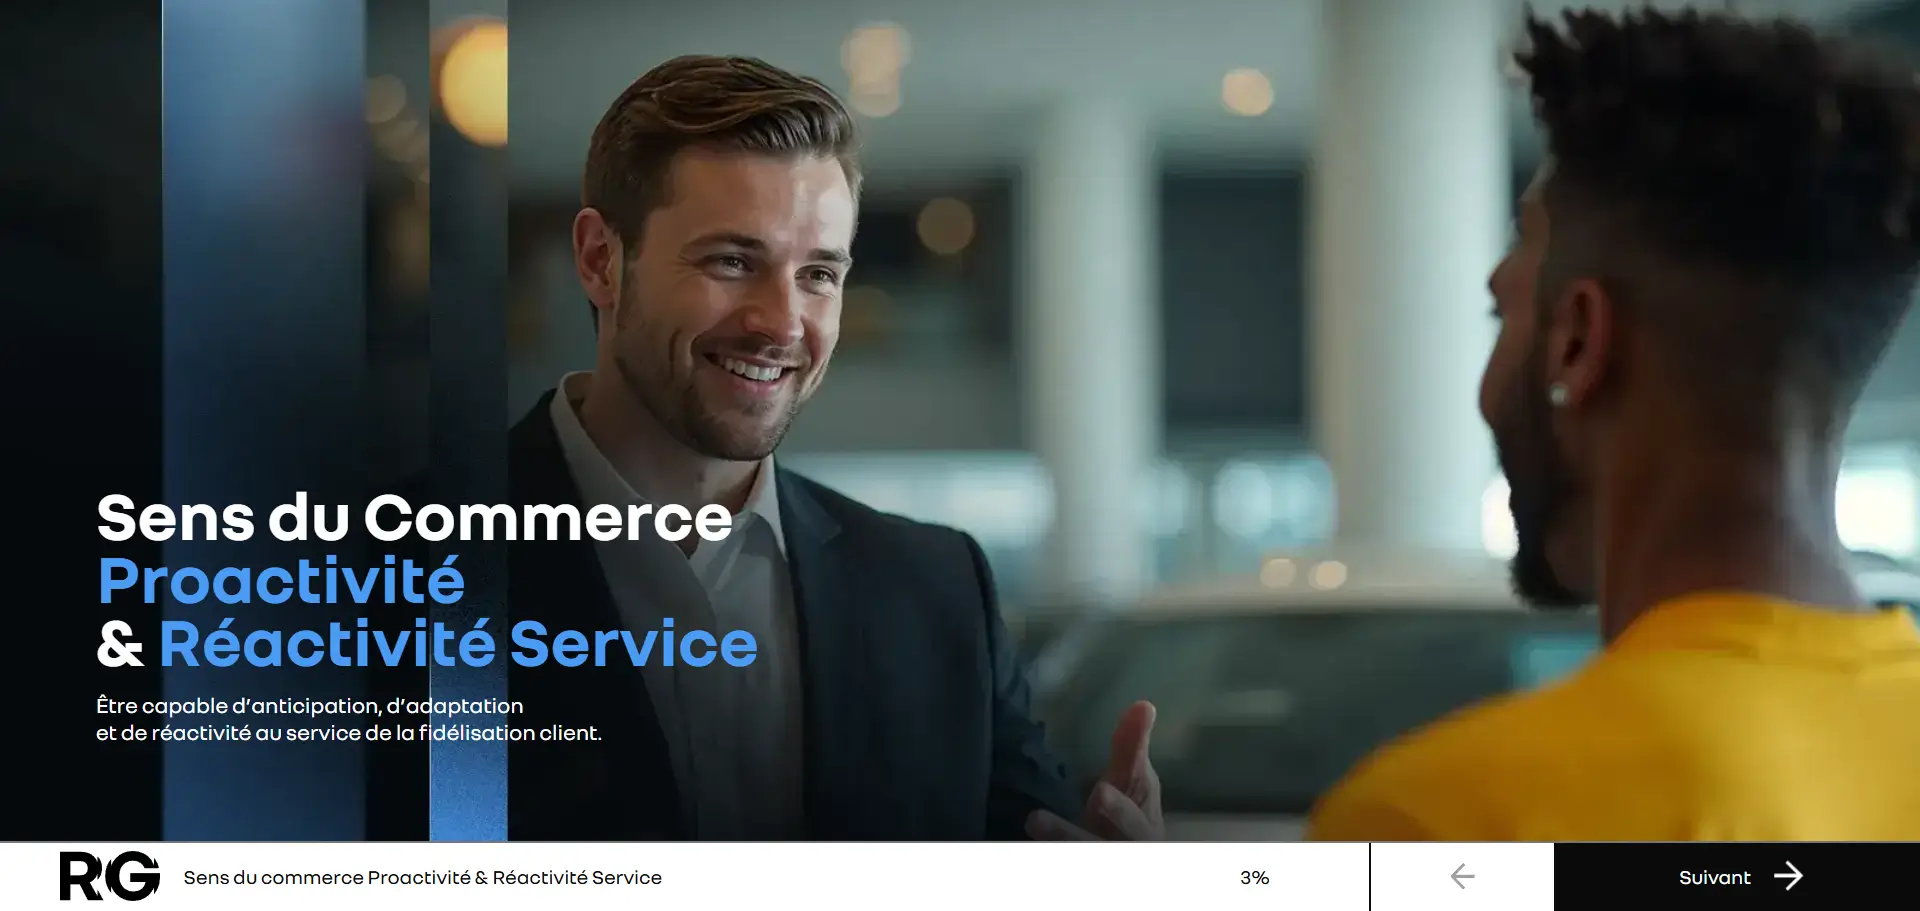 Sens du Commerce
Proactivité
& Réactivité Service
Être capable d’anticipation, d’adaptation
et de réactivité au service de la fidélisation client.
RG Sens du commerce Proactivité & Réactivité Service 3% Suivant